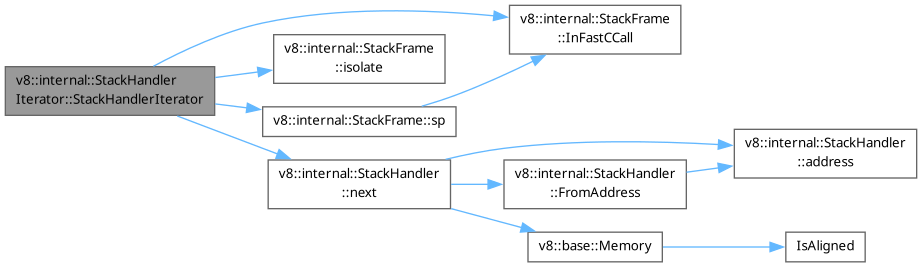 v8::internal::StackHandler
Iterator::StackHandlerIterator
v8::internal::StackFrame
::InFastCCall
v8::internal::StackFrame
::isolate
v8::internal::StackFrame::sp
v8::internal::StackHandler
::next
v8::internal::StackHandler
::address
v8::internal::StackHandler
::FromAddress
v8::base::Memory
IsAligned